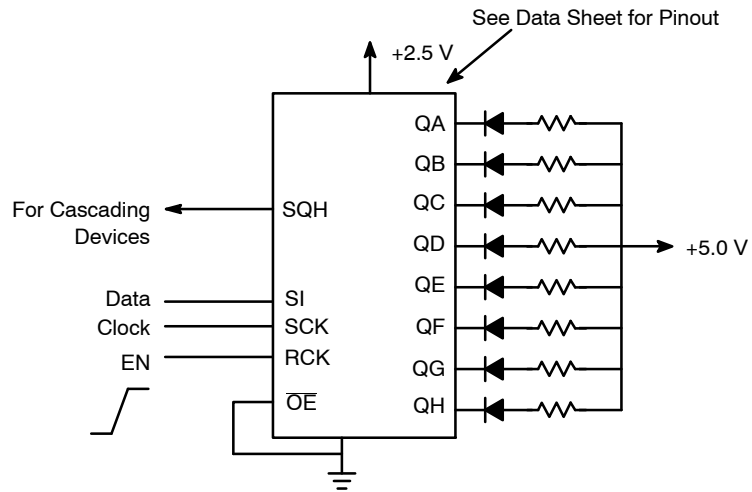 See Data Sheet for Pinout
+2.5 V
QA
QB
QC
QD
QE
QF
QG
QH
+5.0 V
For Cascading
Devices
SQH
Data
SI
Clock
SCK
EN
RCK
OE